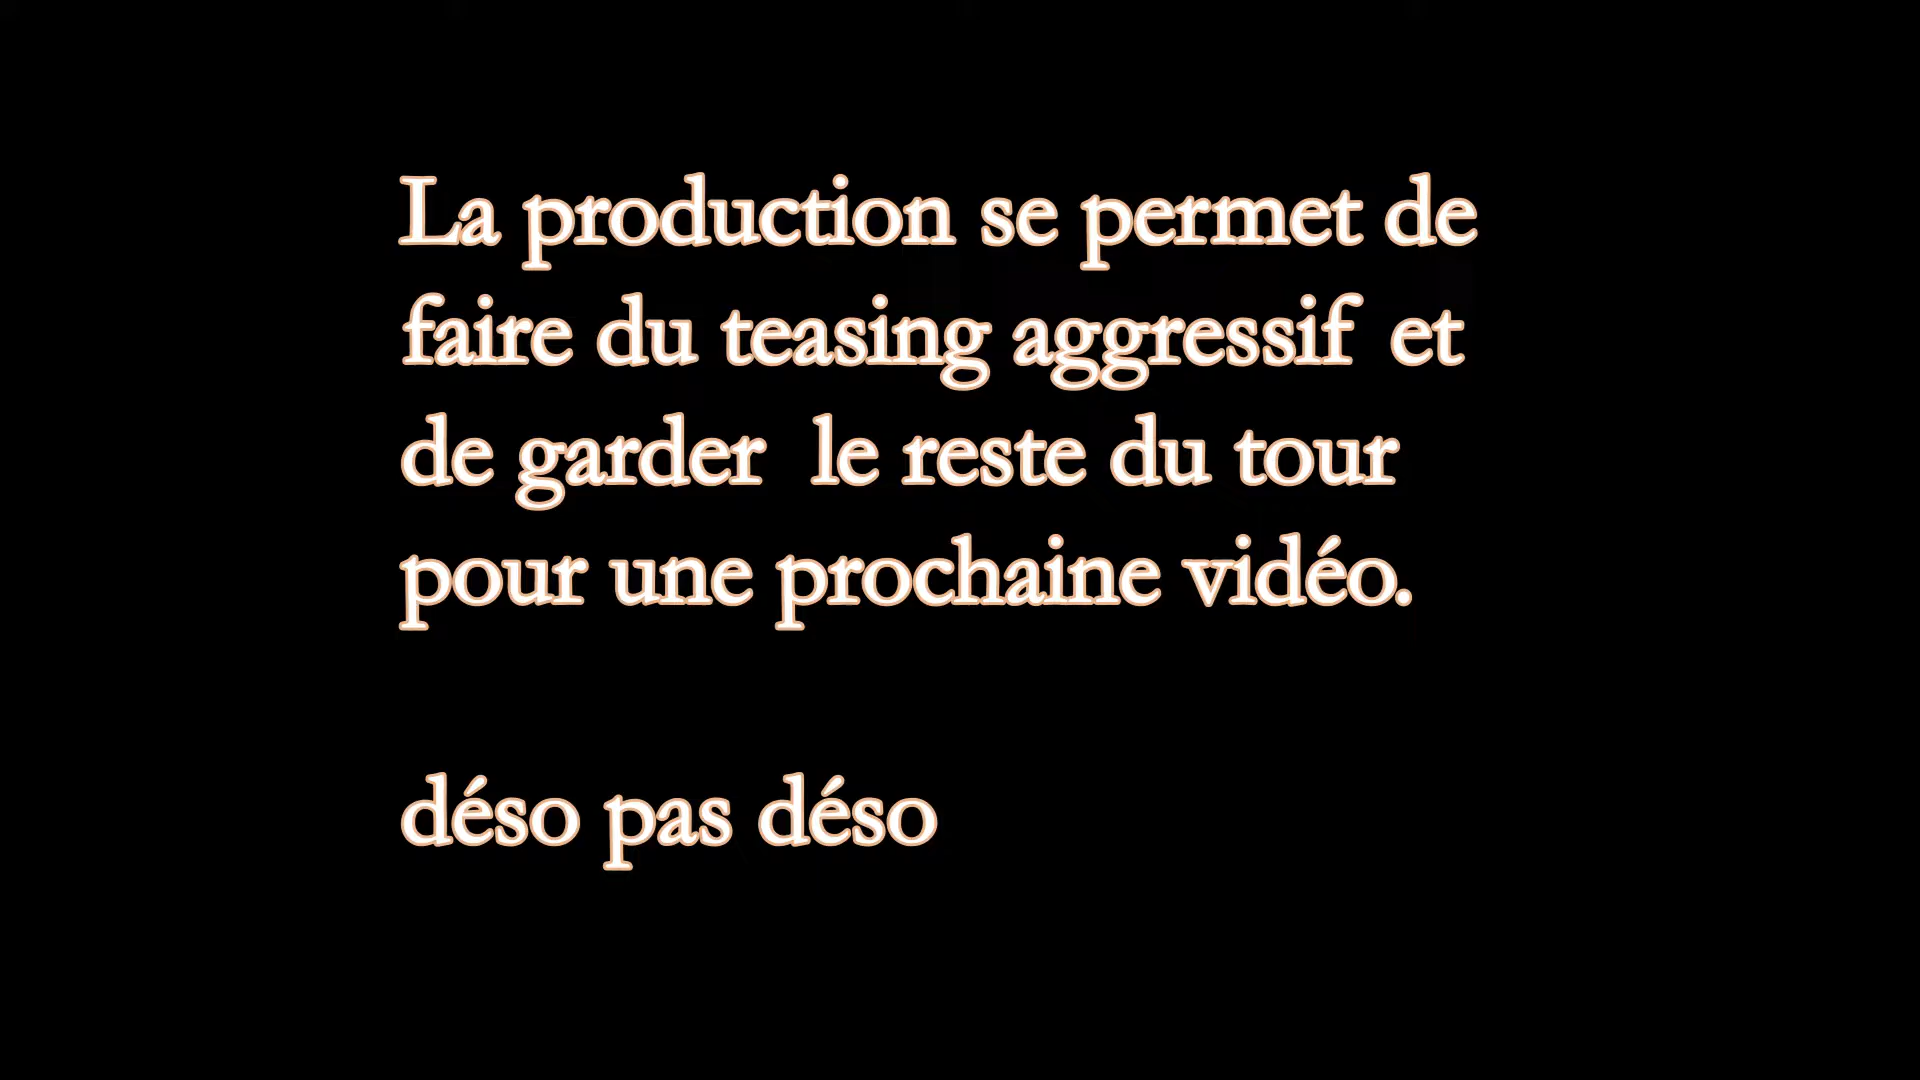 La production se permet de
faire du teasing aggressif et
de garder  le reste du tour
pour une prochaine vidéo.
déso pas déso